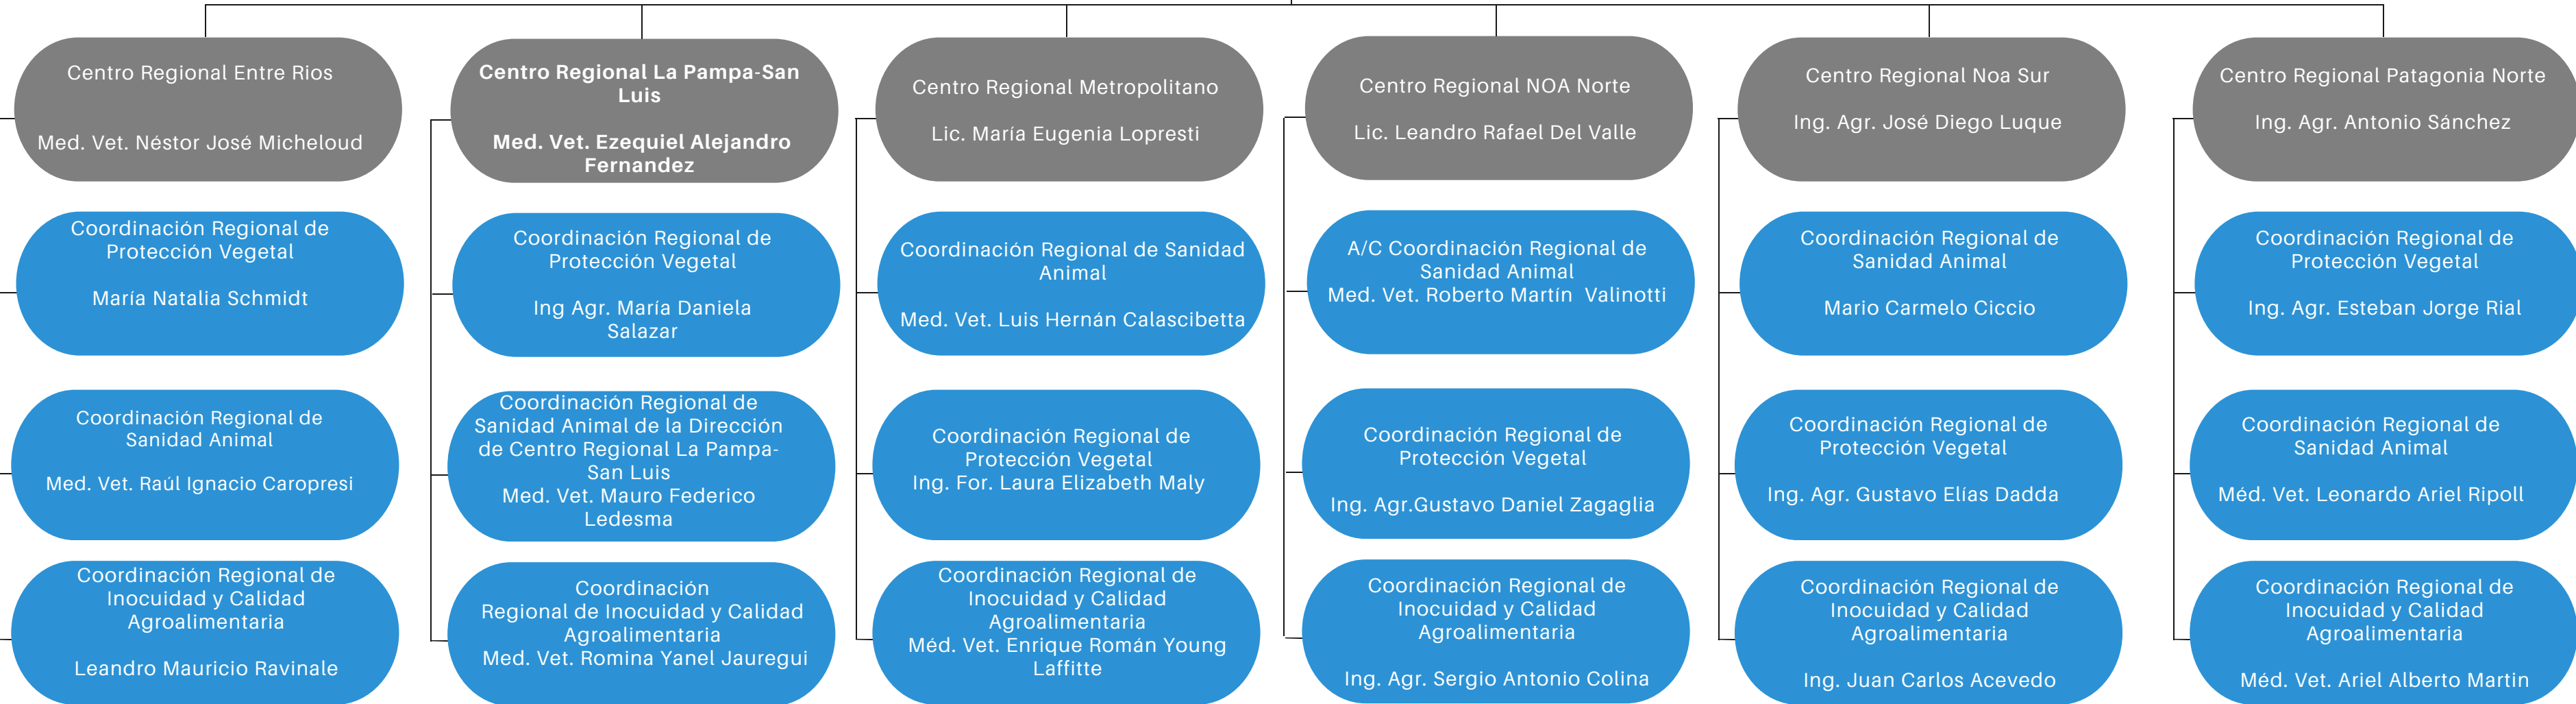 Centro Regional Entre Rios
Med. Vet. Néstor José Micheloud
Coordinación Regional de
Protección Vegetal
María Natalia Schmidt
Coordinación Regional de
Sanidad Animal
Med. Vet. Raúl Ignacio Caropresi
Coordinación Regional de
Inocuidad y Calidad
Agroalimentaria
Leandro Mauricio Ravinale
Centro Regional La Pampa-San
Luis
Med. Vet. Ezequiel Alejandro
Fernandez
Coordinación Regional de
Protección Vegetal
Ing Agr. María Daniela
Salazar
Coordinación Regional de
Sanidad Animal de la Dirección
de Centro Regional La Pampa-
San Luis
Med. Vet. Mauro Federico
Ledesma
Coordinación
Regional de Inocuidad y Calidad
Agroalimentaria
Med. Vet. Romina Yanel Jauregui
Centro Regional Metropolitano
Lic. María Eugenia Lopresti
Coordinación Regional de Sanidad
Animal
Med. Vet. Luis Hernán Calascibetta
Coordinación Regional de
Protección Vegetal
Ing. For. Laura Elizabeth Maly
Coordinación Regional de
Inocuidad y Calidad
Agroalimentaria
Méd. Vet. Enrique Román Young
Laffitte
Centro Regional NOA Norte
Lic. Leandro Rafael Del Valle
A/C Coordinación Regional de
Sanidad Animal
Med. Vet. Roberto Martín  Valinotti
Coordinación Regional de
Protección Vegetal
Ing. Agr.Gustavo Daniel Zagaglia
Coordinación Regional de
Inocuidad y Calidad
Agroalimentaria
Ing. Agr. Sergio Antonio Colina
Centro Regional Noa Sur
Ing. Agr. José Diego Luque
Coordinación Regional de
Sanidad Animal
Mario Carmelo Ciccio
Coordinación Regional de
Protección Vegetal
Ing. Agr. Gustavo Elías Dadda
Coordinación Regional de
Inocuidad y Calidad
Agroalimentaria
Ing. Juan Carlos Acevedo
Centro Regional Patagonia Norte
Ing. Agr. Antonio Sánchez
Coordinación Regional de
Protección Vegetal
Ing. Agr. Esteban Jorge Rial
Coordinación Regional de
Sanidad Animal
Méd. Vet. Leonardo Ariel Ripoll
Coordinación Regional de
Inocuidad y Calidad
Agroalimentaria
Méd. Vet. Ariel Alberto Martin